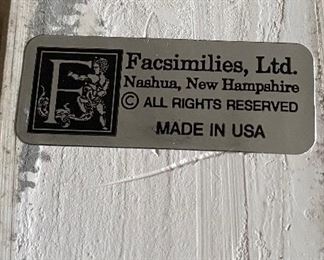 F
Facsimilies, Ltd.
Nashua, New Hampshire
© ALL RIGHTS RESERVED
MADE IN USA